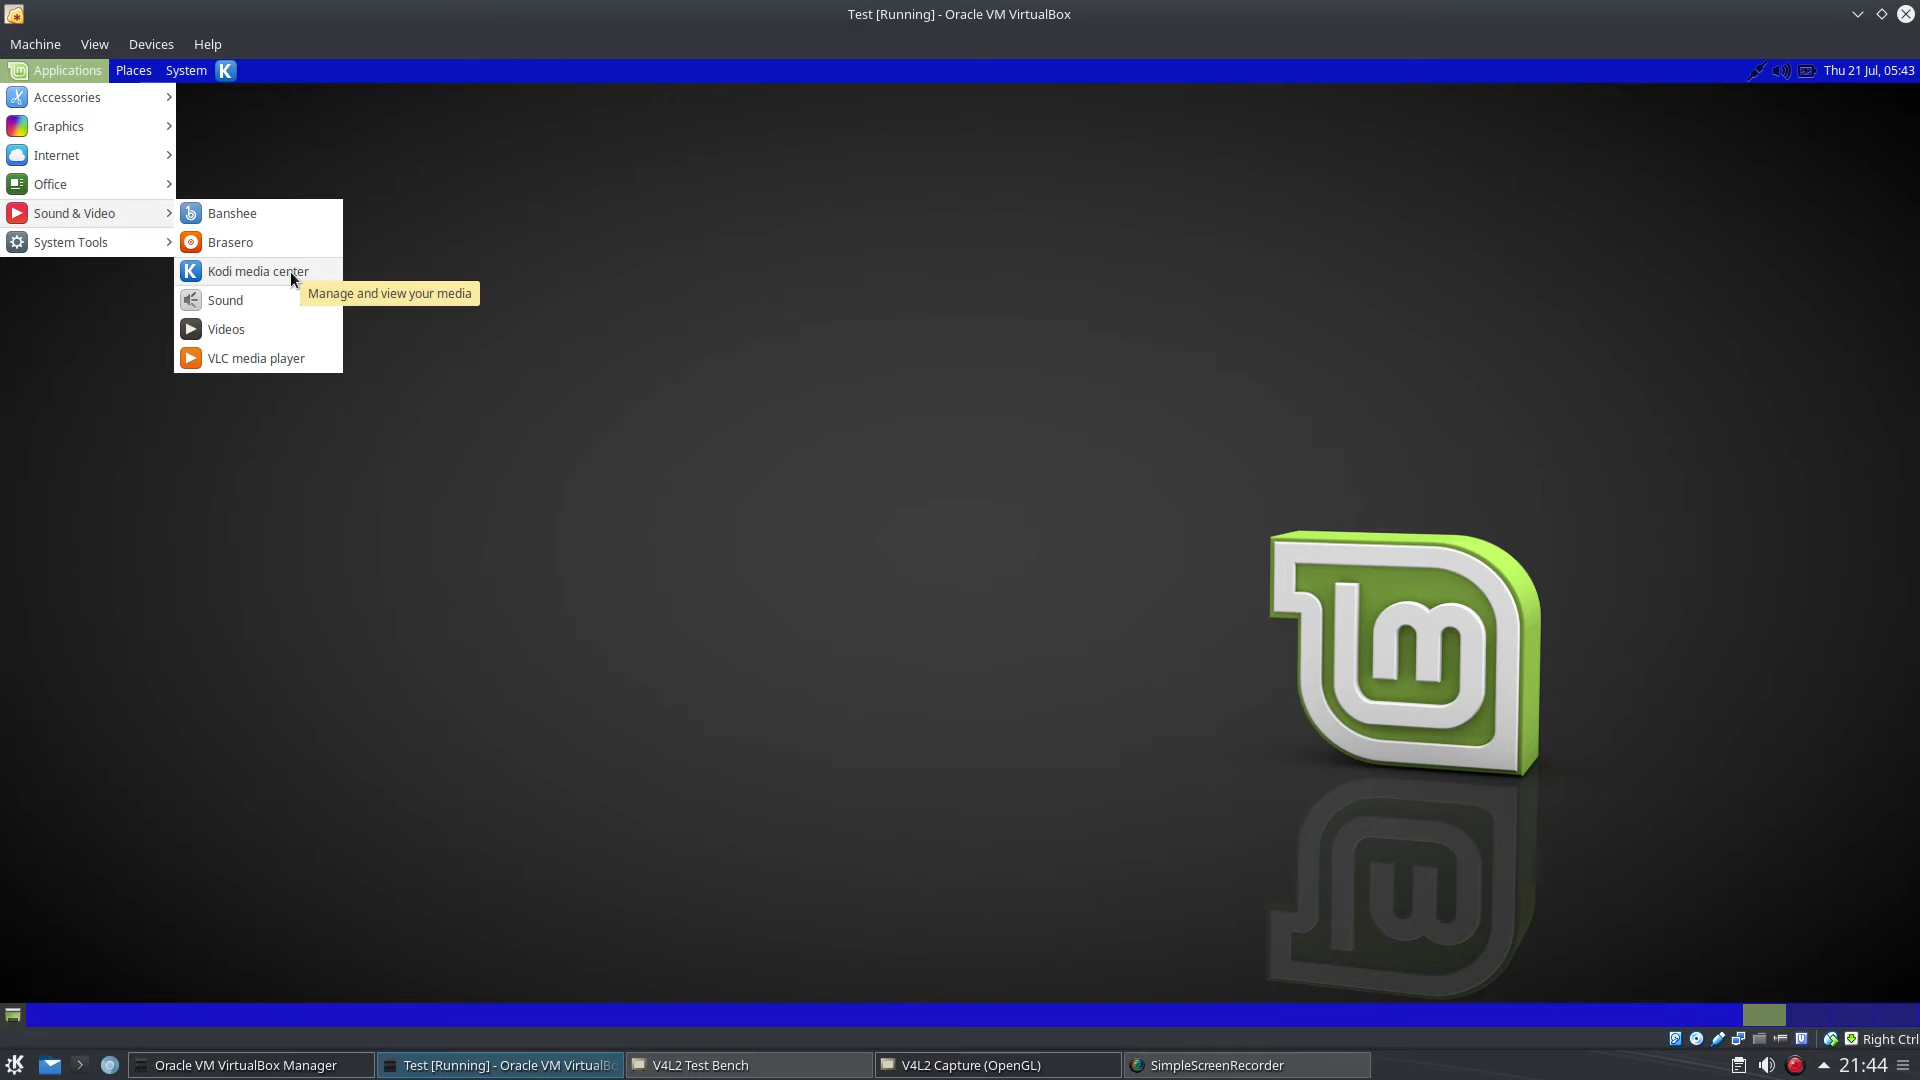 Test [Running] - Oracle VM VirtualBox
Machine View Devices Help
Applications Places System Thu 21 Jul, 05:43
Accessories
Graphics
Internet
Office
Sound & Video
System Tools
Banshee
Brasero
Kodi media center
Sound
Videos
VLC media player
Manage and view your media
Right Ctrl
Oracle VM VirtualBox Manager
Test [Running] - Oracle VM VirtualBo
V4L2 Test Bench
V4L2 Capture (OpenGL)
SimpleScreenRecorder
21:44